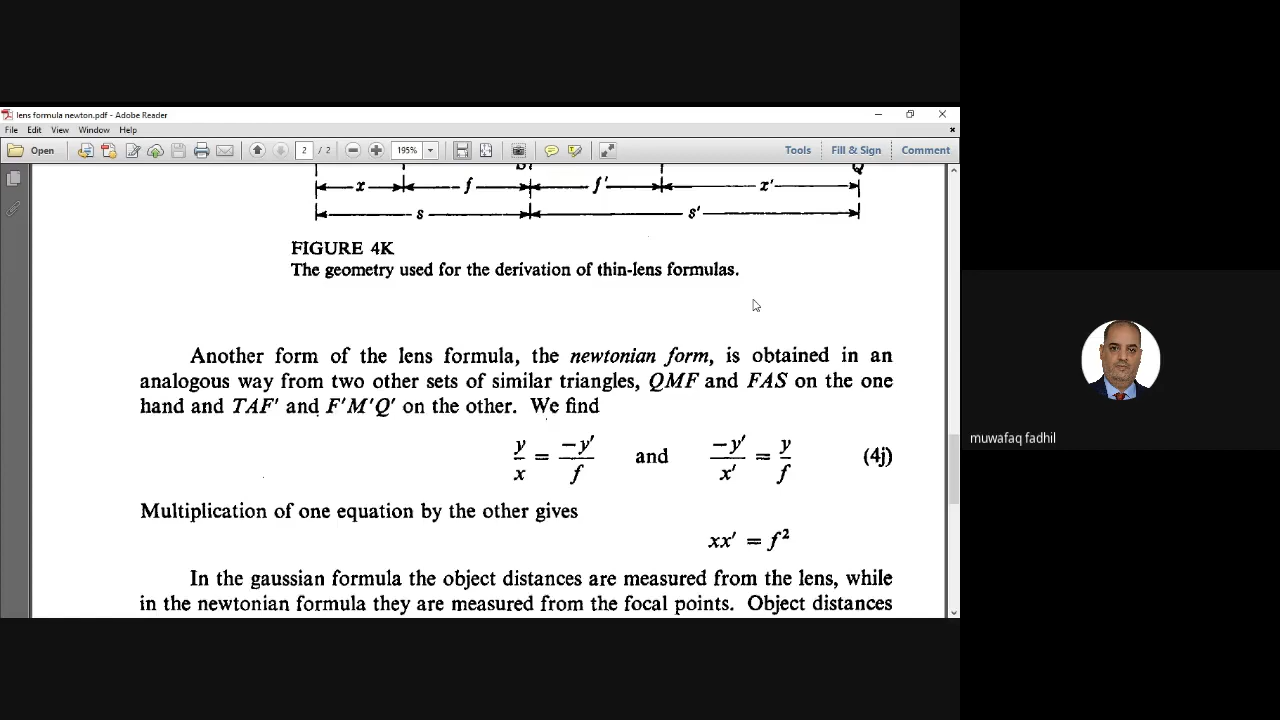 lens formula newton.pdf - Adobe Reader
File Edit View Window Help
Open 2 / 2 195% Tools Fill & Sign Comment
x f f' x'
s s'
FIGURE 4K
The geometry used for the derivation of thin-lens formulas.
Another form of the lens formula, the newtonian form, is obtained in an
analogous way from two other sets of similar triangles, QMF and FAS on the one
hand and TAF' and F'M'Q' on the other. We find
y/x = -y'/f and -y'/x' = y/f (4j)
Multiplication of one equation by the other gives
xx' = f²
In the gaussian formula the object distances are measured from the lens, while
in the newtonian formula they are measured from the focal points. Object distances
muwafaq fadhil